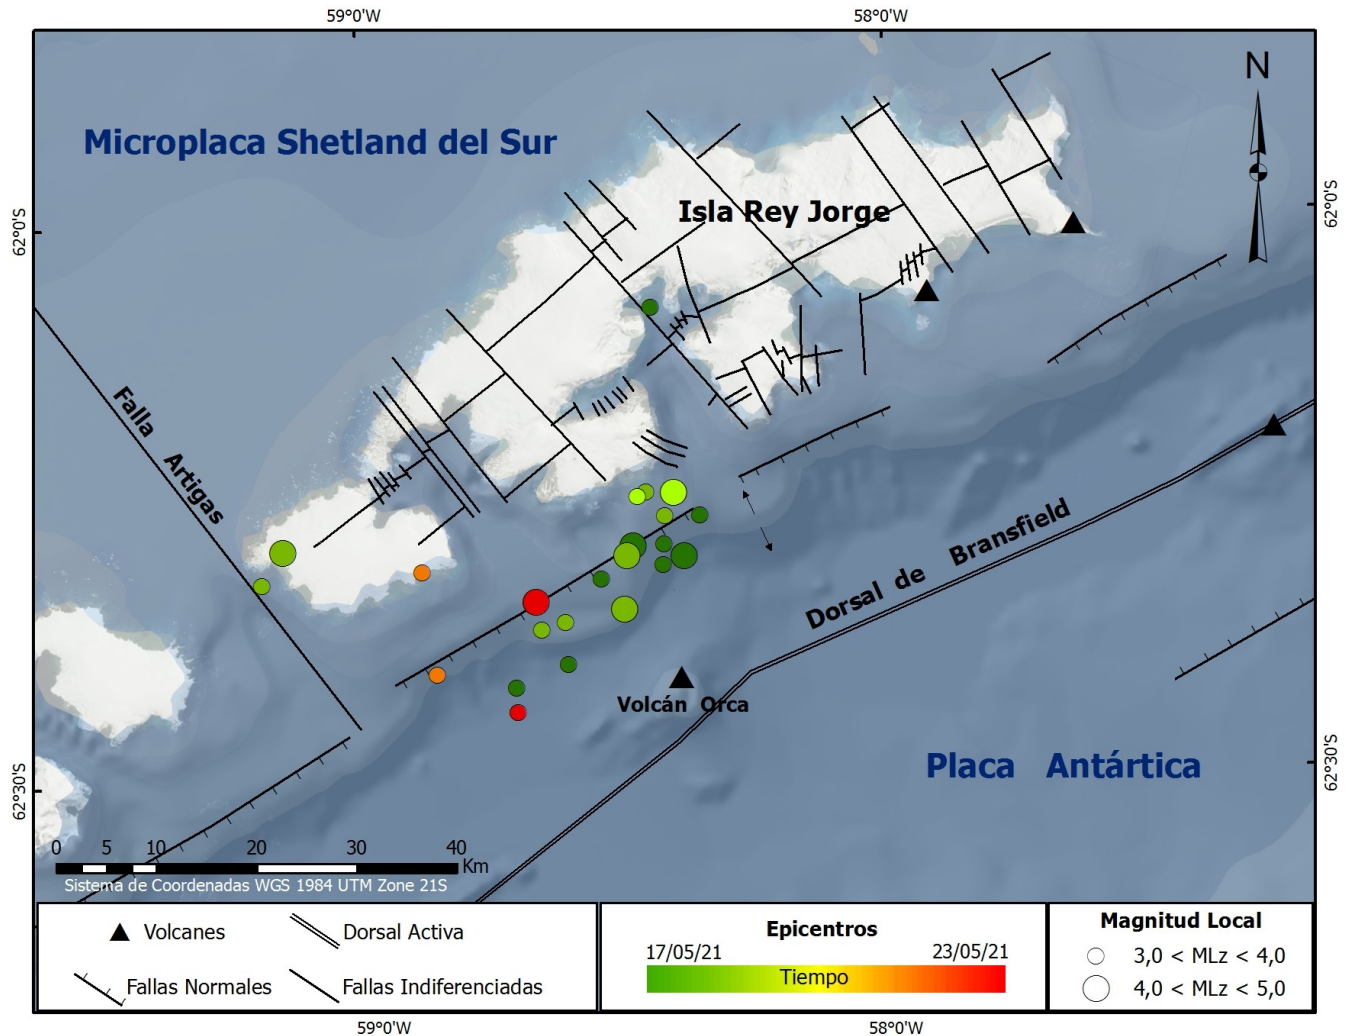 59°0'W
58°0'W
N
Microplaca Shetland del Sur
Isla Rey Jorge
62°0'S
62°0'S
Falla Artigas
Dorsal de Bransfield
Volcán Orca
Placa Antártica
62°30'S
62°30'S
0 5 10 20 30 40
Km
Sistema de Coordenadas WGS 1984 UTM Zone 21S
Volcanes
Dorsal Activa
Fallas Normales
Fallas Indiferenciadas
Epicentros
17/05/21
23/05/21
Tiempo
Magnitud Local
3,0 < MLz < 4,0
4,0 < MLz < 5,0
59°0'W
58°0'W